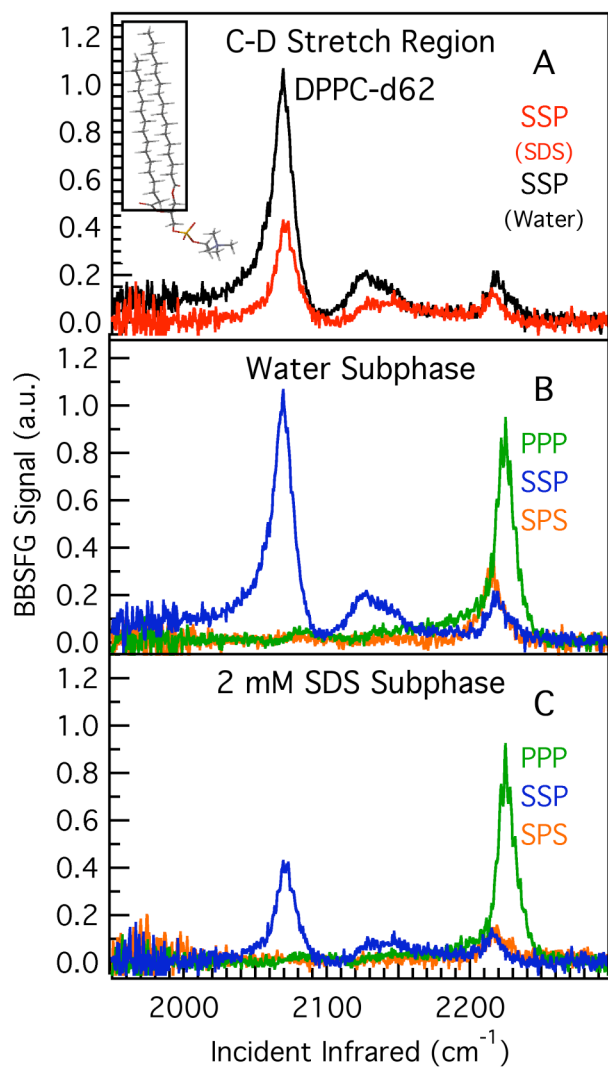 C-D Stretch Region
DPPC-d62
A
SSP
(SDS)
SSP
(Water)
1.2
1.0
0.8
0.6
0.4
0.2
0.0
Water Subphase
B
PPP
SSP
SPS
1.2
1.0
0.8
0.6
0.4
0.2
0.0
BBSFG Signal (a.u.)
2 mM SDS Subphase
C
PPP
SSP
SPS
1.2
1.0
0.8
0.6
0.4
0.2
0.0
2000 2100 2200
Incident Infrared (cm⁻¹)